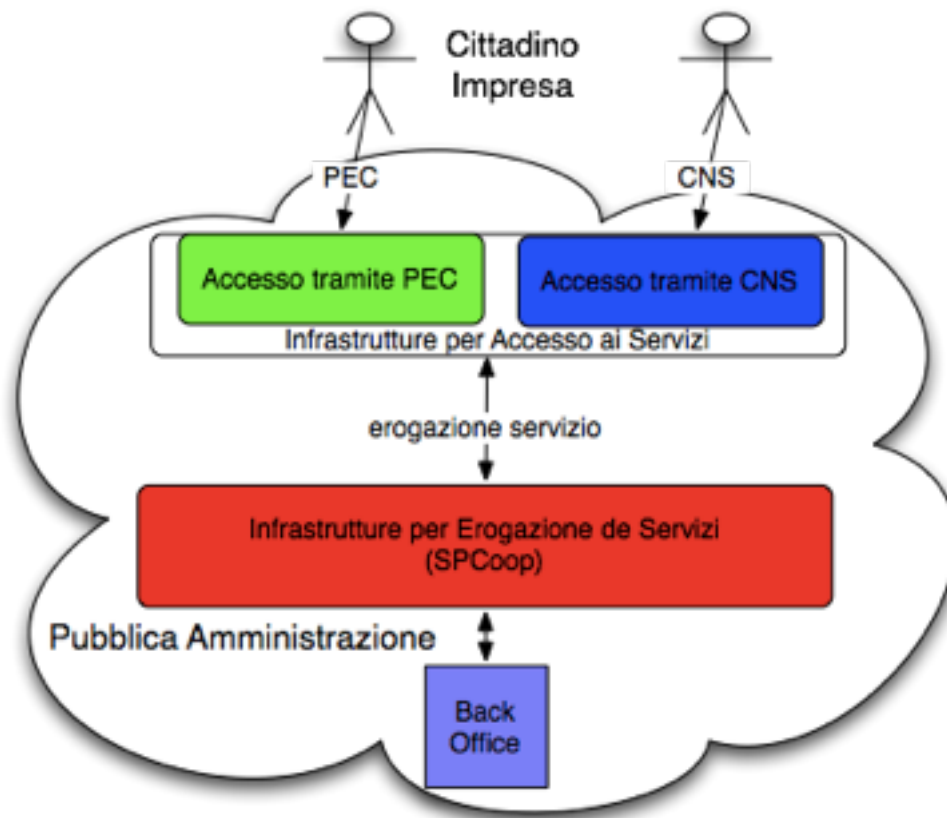 Cittadino
Impresa
PEC
CNS
Accesso tramite PEC
Accesso tramite CNS
Infrastrutture per Accesso ai Servizi
erogazione servizio
Infrastrutture per Erogazione de Servizi
(SPCoop)
Pubblica Amministrazione
Back
Office